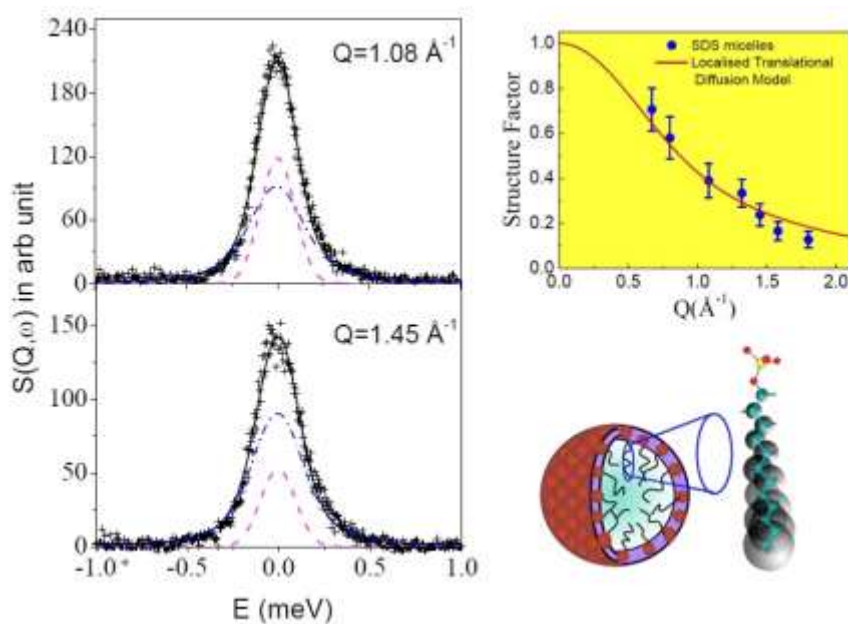 240
180
120
60
0
Q=1.08 Å⁻¹
150
100
50
0
Q=1.45 Å⁻¹
S(Q,ω) in arb unit
-1.0
-0.5
0.0
0.5
1.0
E (meV)
1.0
0.8
0.6
0.4
0.2
0.0
Structure Factor
SDS micelles
Localised Translational
Diffusion Model
0.0
0.5
1.0
1.5
2.0
Q(Å⁻¹)